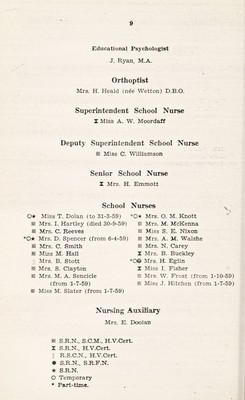 9
Educational Psychologist
J. Ryan, M.A.
Orthoptist
Mrs. H. Heald (née Wetton) D.B.O.
Superintendent School Nurse
⧗ Miss A. W. Moordaff
Deputy Superintendent School Nurse
▣ Miss C. Williamson
Senior School Nurse
⧗ Mrs. H. Emmott
School Nurses
○★ Miss T. Dolan (to 31-3-59)
▣ Mrs. I. Hartley (died 30-9-59)
▣ Mrs. C. Reeves
*○★ Mrs. D. Spencer (from 6-4-59)
▣ Mrs. C. Smith
▣ Miss M. Hall
Mrs. B. Stott
▣ Mrs. S. Clayton
▣ Mrs. M. A. Sencicle
(from 1-7-59)
▣ Miss M. Slater (from 1-7-59)
*○★ Mrs. O. M. Knott
▣ Mrs. M. McKenna
▣ Miss S. E. Nixon
▣ Mrs. A. M. Walshe
▣ Mrs. N. Carey
⧗ Mrs. B. Buckley
*○● Mrs. H. Eglin
⧗ Miss I. Fisher
▣ Mrs. W. Frost (from 1-10-59)
▣ Miss J. Hitchen (from 1-7-59)
Nursing Auxiliary
Mrs. E. Doolan
▣ S.R.N., S.C.M., H.V.Cert.
⧗ S.R.N., H.V.Cert.
R.S.C.N., H.V.Cert.
● S.R.N., S.R.F.N.
★ S.R.N.
○ Temporary
* Part-time.